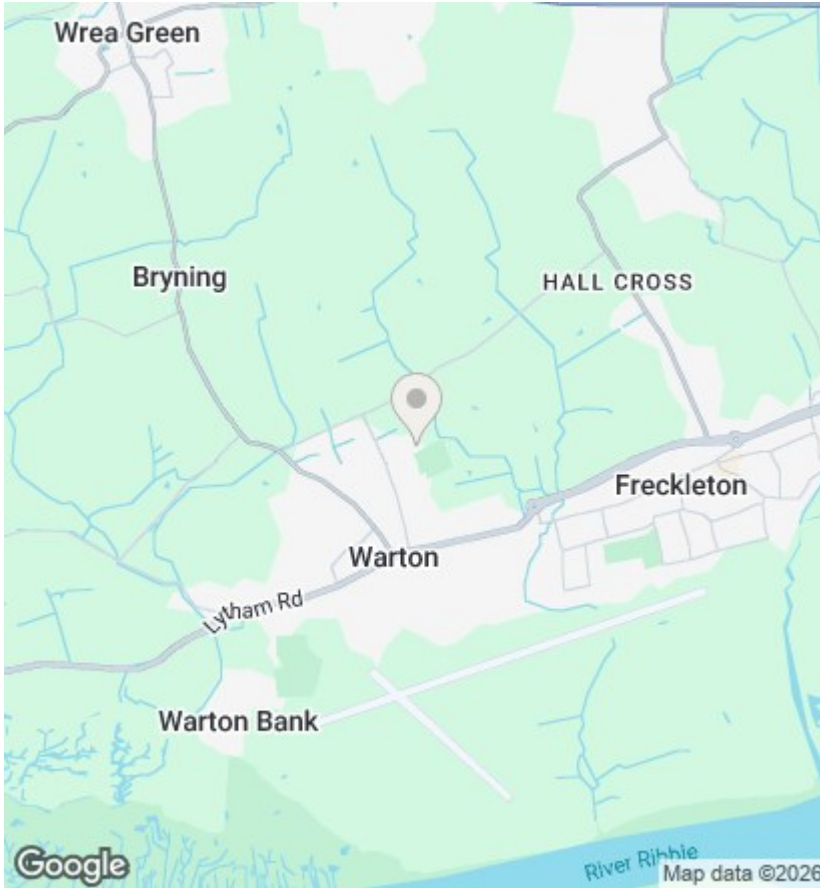 Wrea Green
Bryning
HALL CROSS
Freckleton
Warton
Lytham Rd
Warton Bank
River Ribble
Google
Map data ©2026